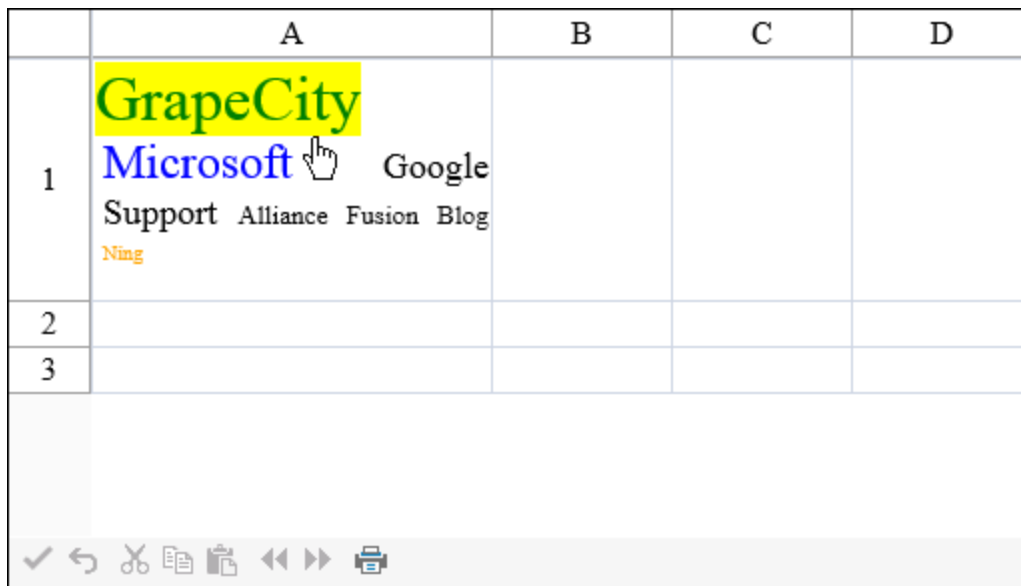 A B C D
GrapeCity
1 Microsoft Google
Support Alliance Fusion Blog
Ning
2
3